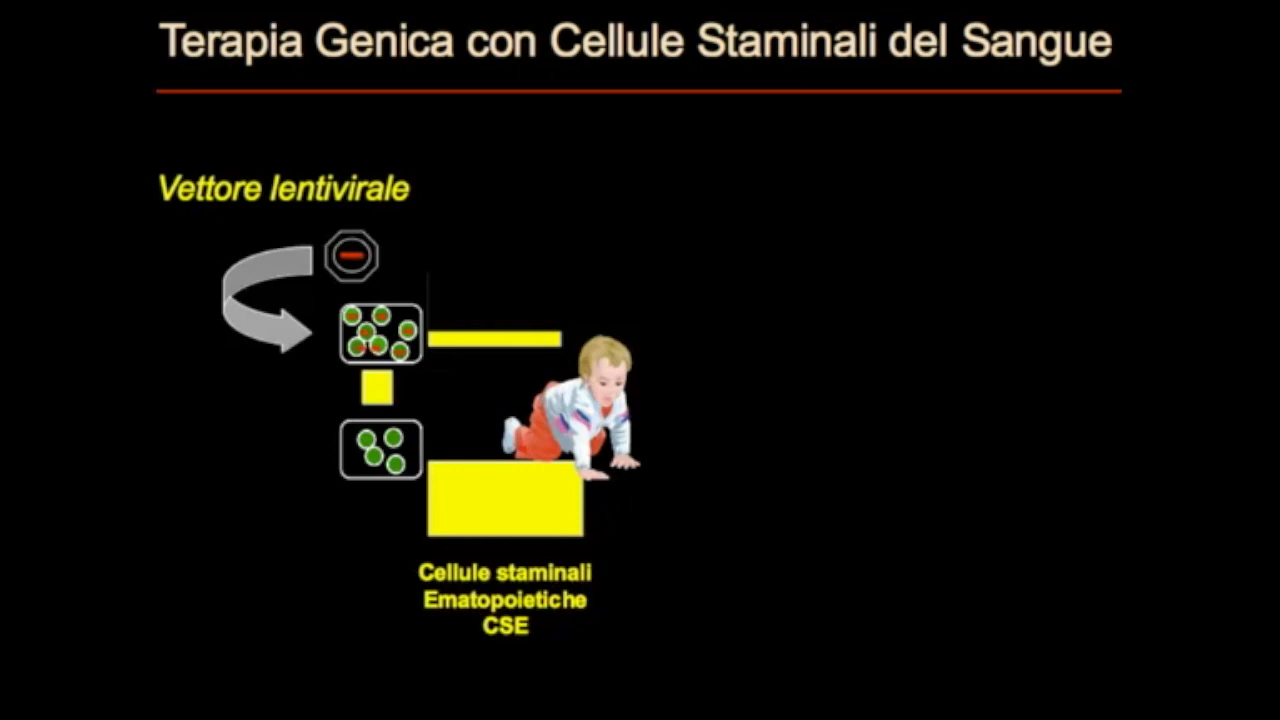 Terapia Genica con Cellule Staminali del Sangue
Vettore lentivirale
Cellule staminali
Ematopoietiche
CSE